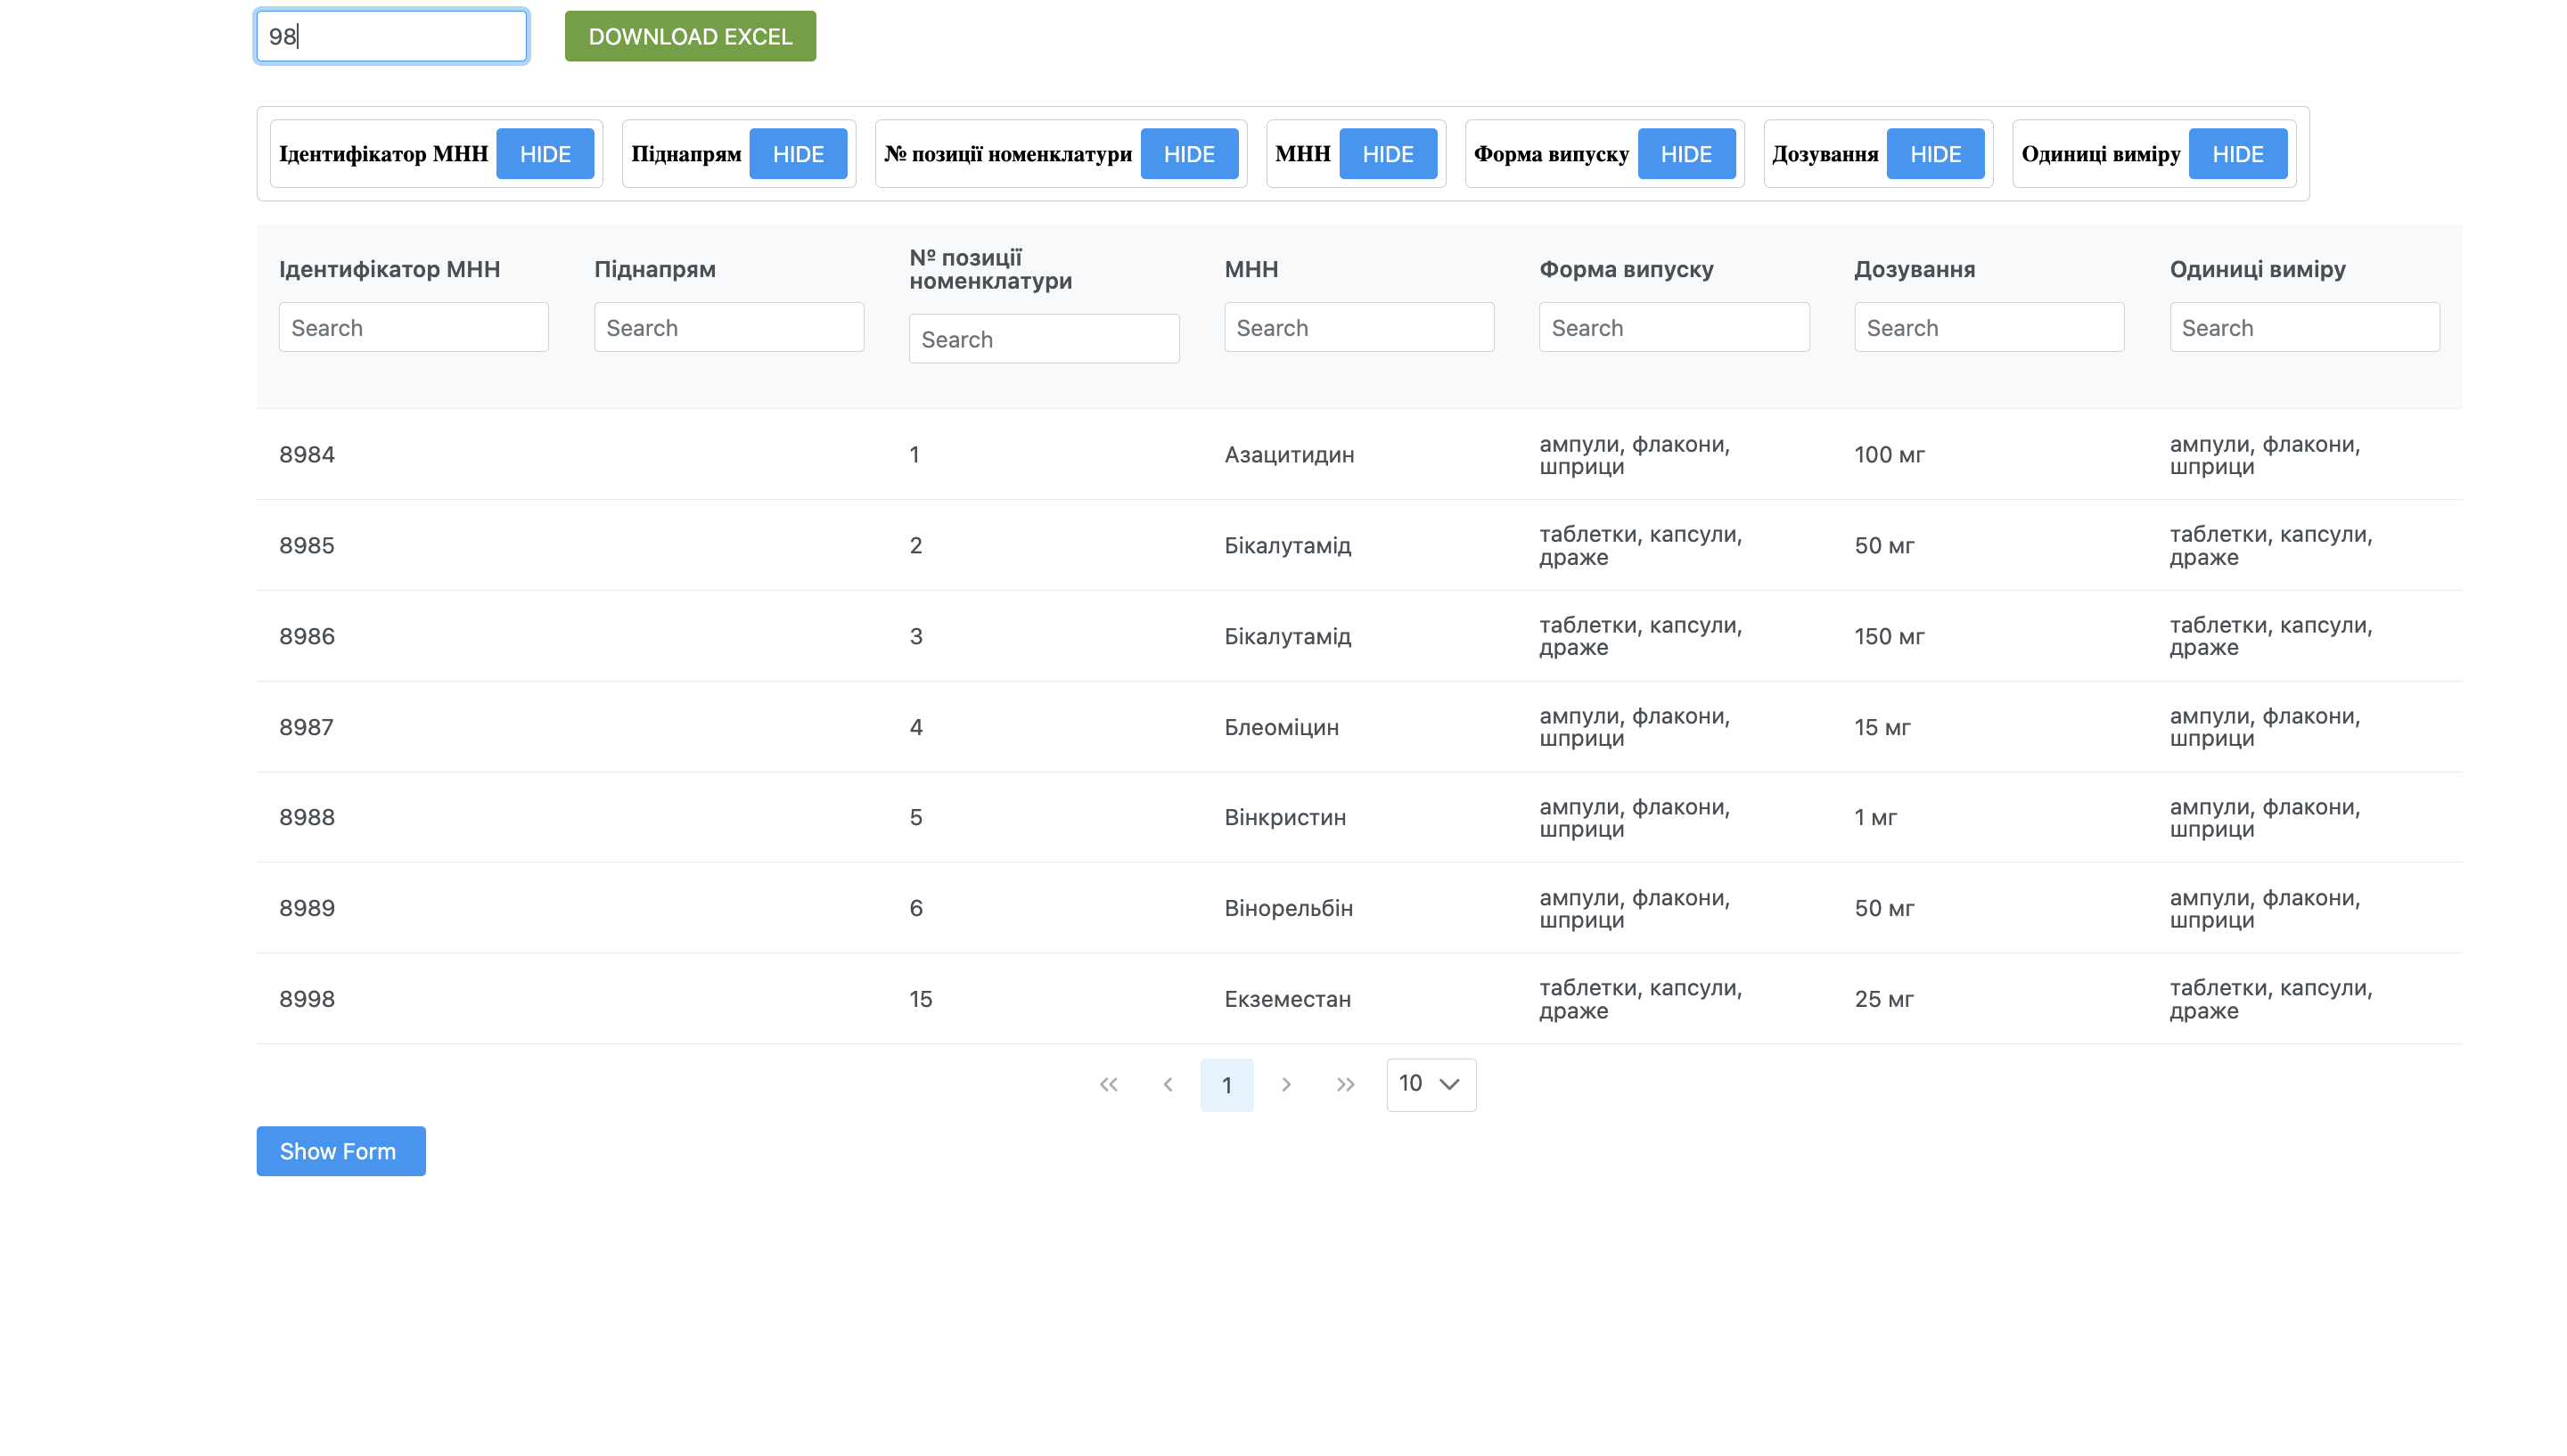 98
DOWNLOAD EXCEL
Ідентифікатор МНН HIDE Піднапрям HIDE № позиції номенклатури HIDE МНН HIDE Форма випуску HIDE Дозування HIDE Одиниці виміру HIDE
Ідентифікатор МНН
Піднапрям
№ позиції
номенклатури
МНН
Форма випуску
Дозування
Одиниці виміру
Search
Search
Search
Search
Search
Search
Search
8984
1
Азацитидин
ампули, флакони,
шприци
100 мг
ампули, флакони,
шприци
8985
2
Бікалутамід
таблетки, капсули,
драже
50 мг
таблетки, капсули,
драже
8986
3
Бікалутамід
таблетки, капсули,
драже
150 мг
таблетки, капсули,
драже
8987
4
Блеоміцин
ампули, флакони,
шприци
15 мг
ампули, флакони,
шприци
8988
5
Вінкристин
ампули, флакони,
шприци
1 мг
ампули, флакони,
шприци
8989
6
Вінорельбін
ампули, флакони,
шприци
50 мг
ампули, флакони,
шприци
8998
15
Екземестан
таблетки, капсули,
драже
25 мг
таблетки, капсули,
драже
1
10
Show Form